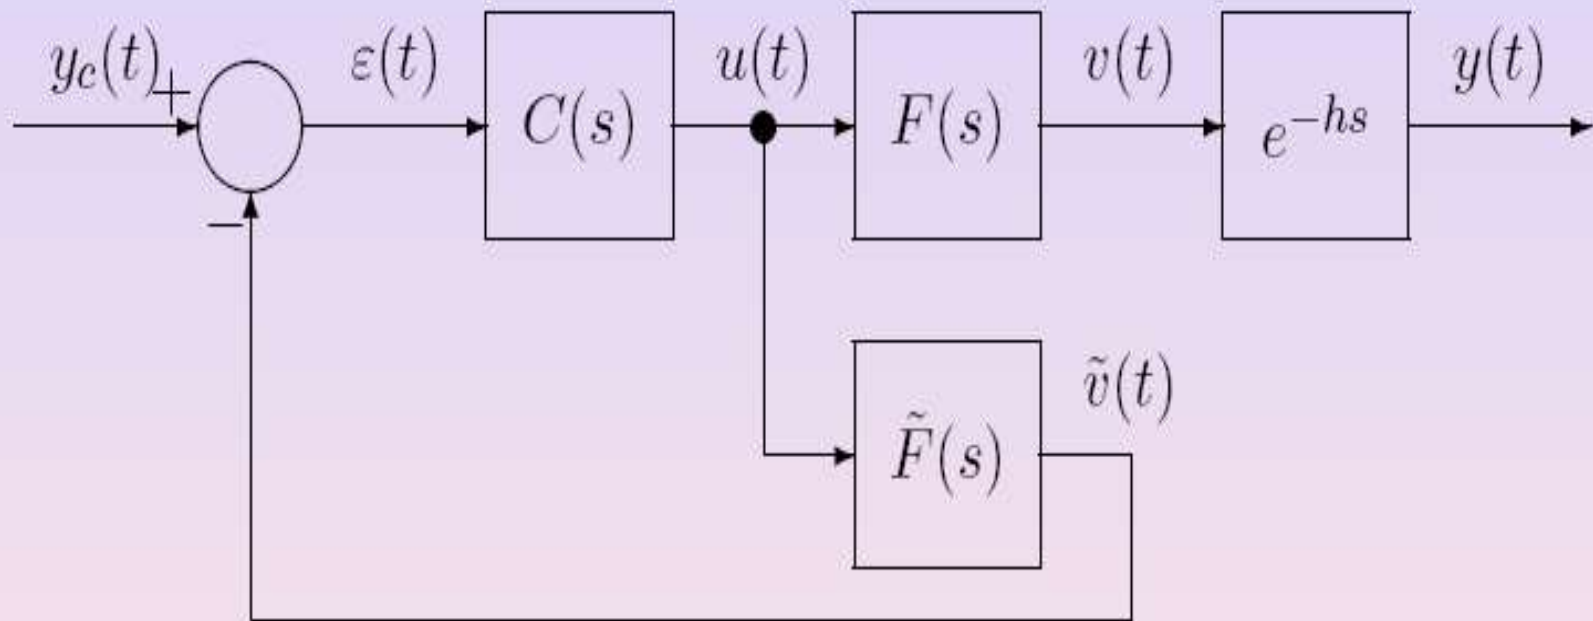 y_c(t) + ε(t) C(s) u(t) F(s) v(t) e^{-hs} y(t)
−
F̃(s) ṽ(t)